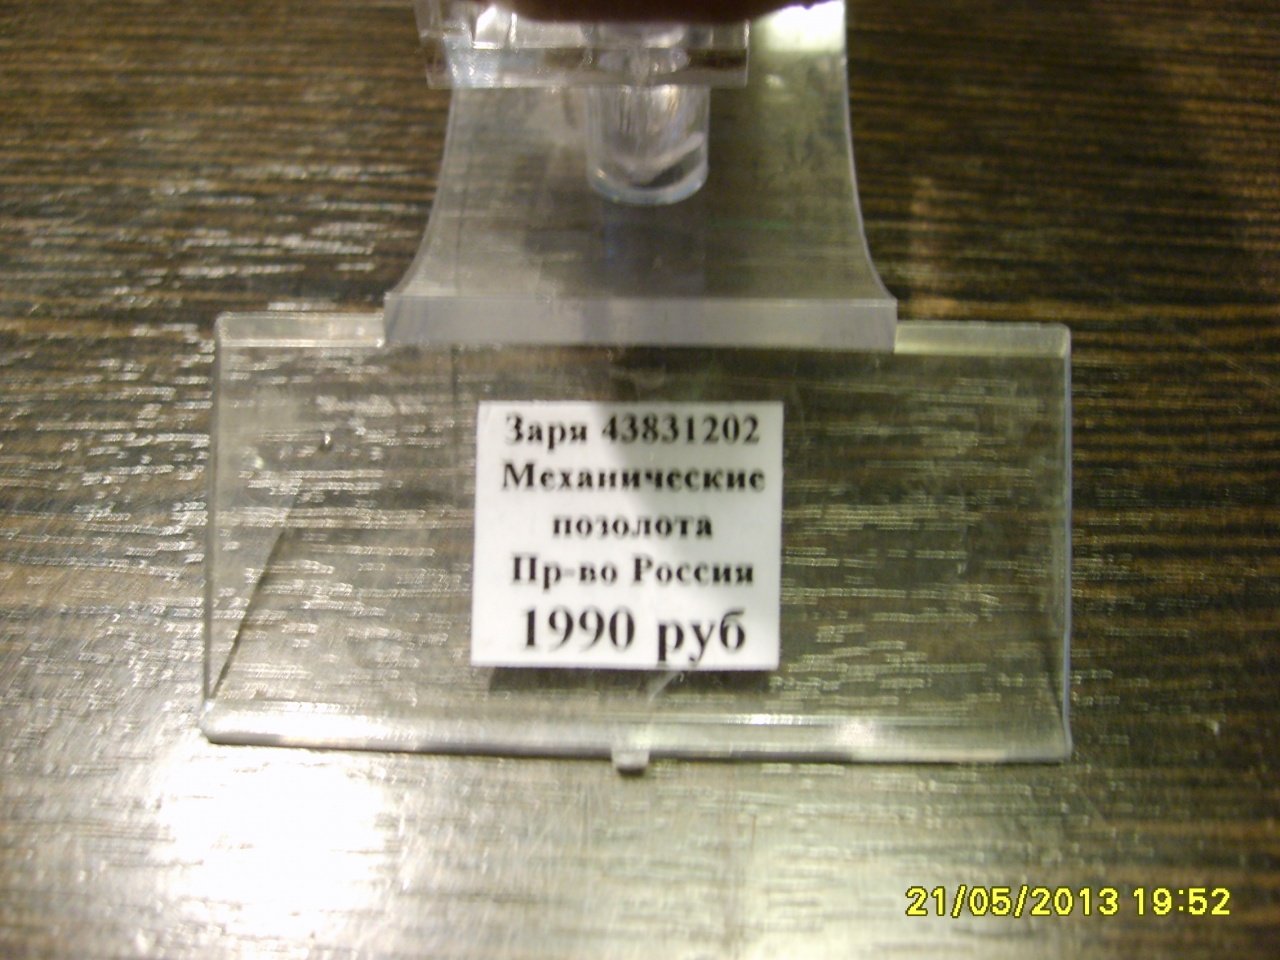 Заря 43831202
Механические
позолота
Пр-во Россия
1990 руб
21/05/2013 19:52